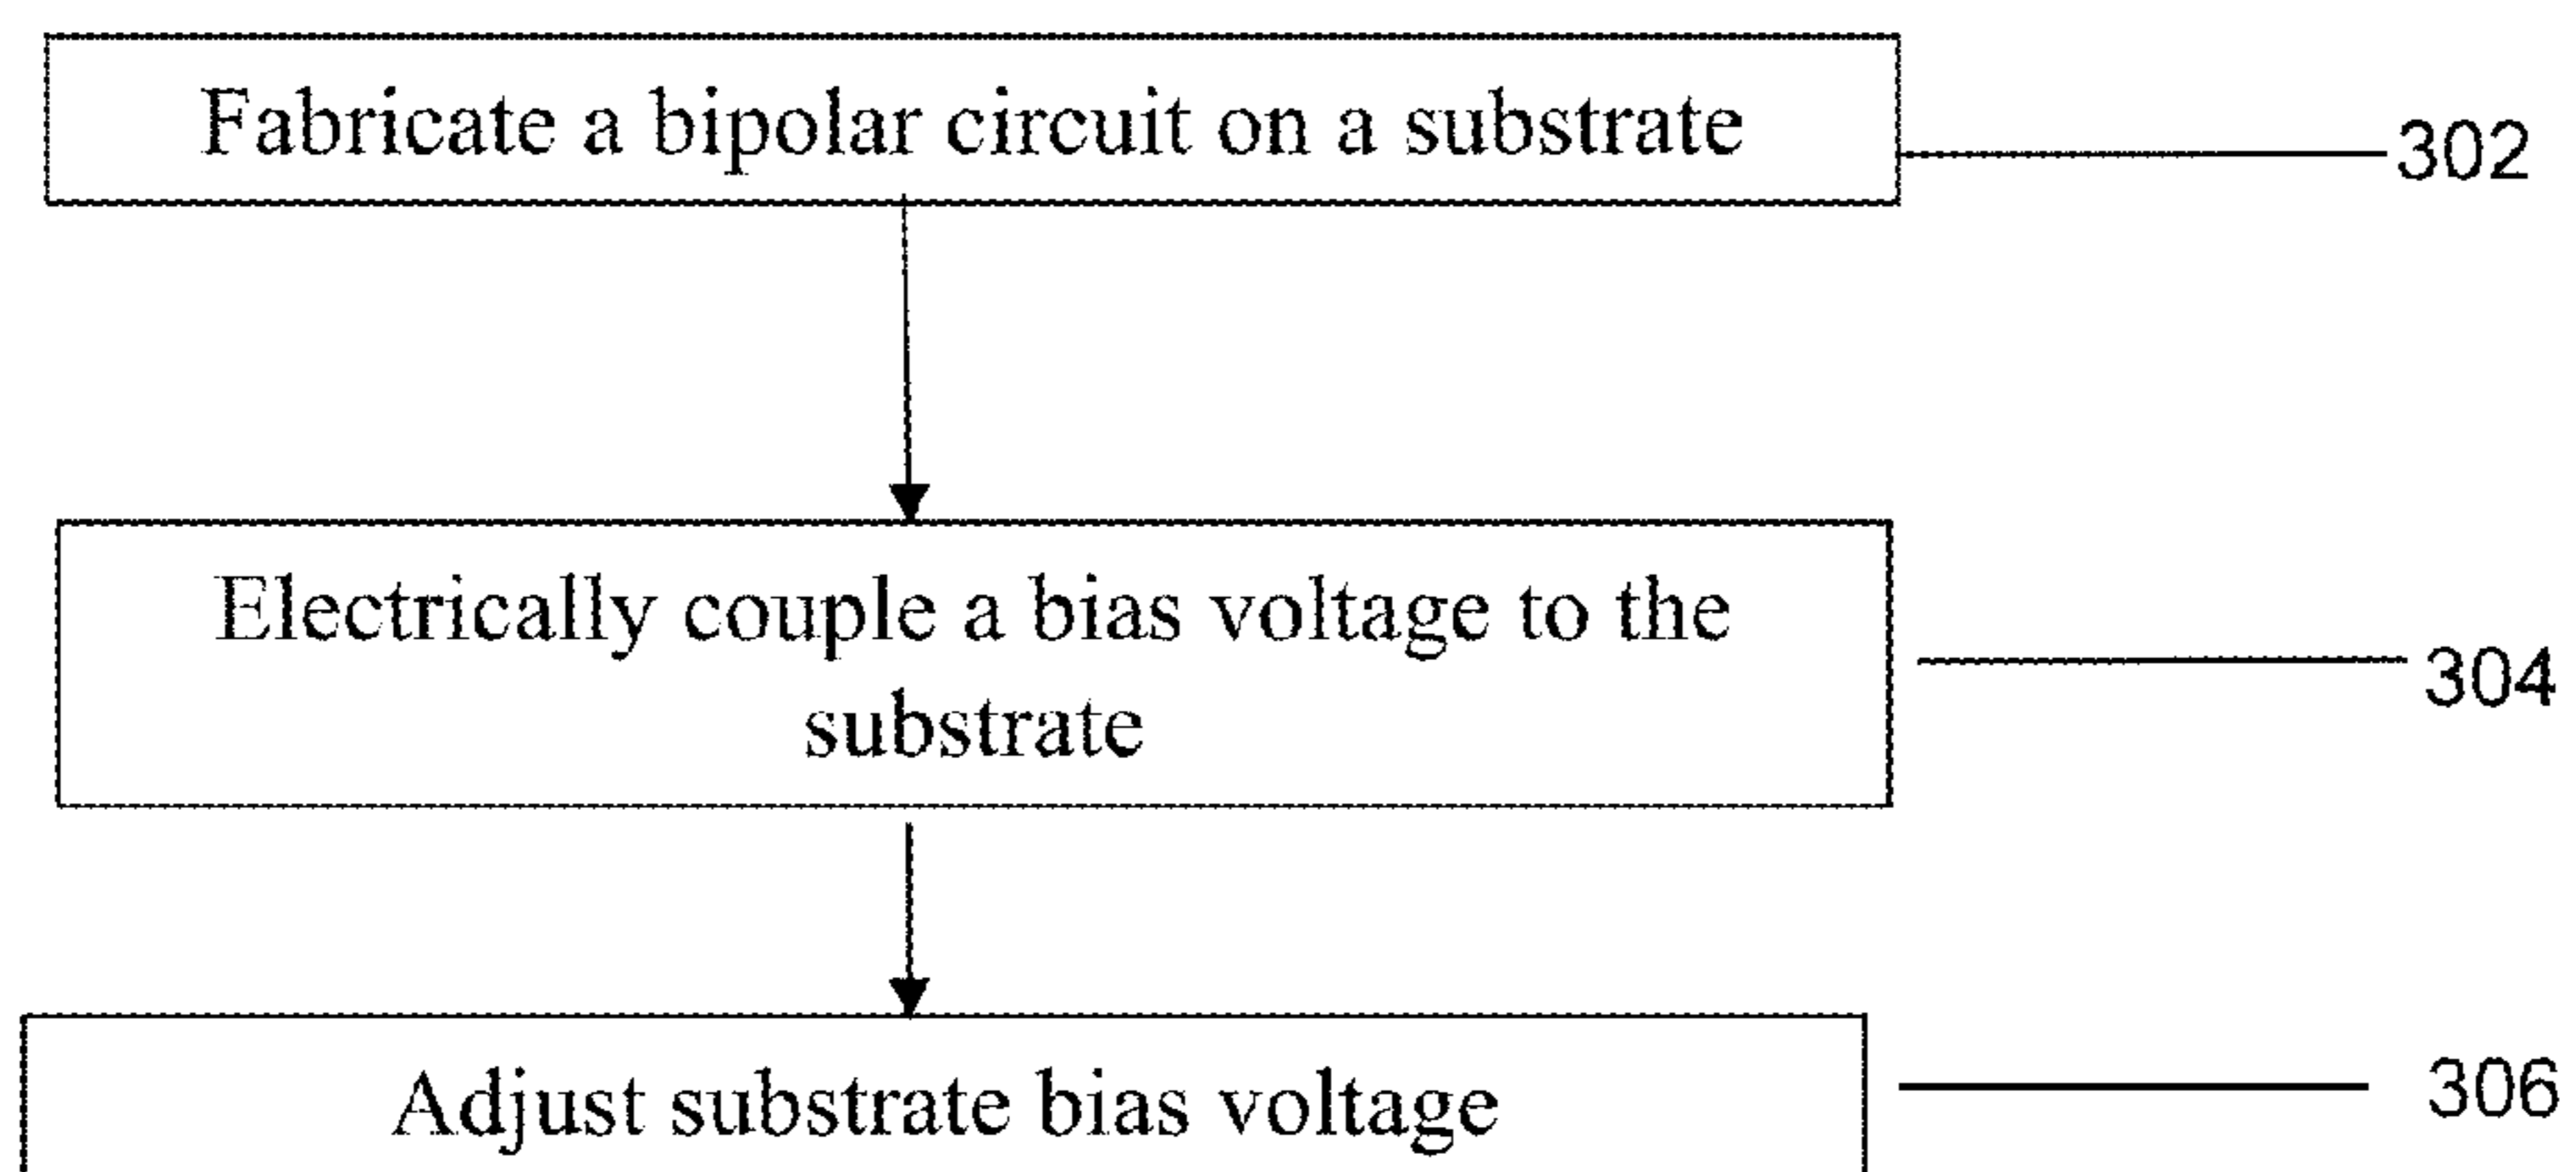 Fabricate a bipolar circuit on a substrate
302
Electrically couple a bias voltage to the
substrate
304
Adjust substrate bias voltage
306